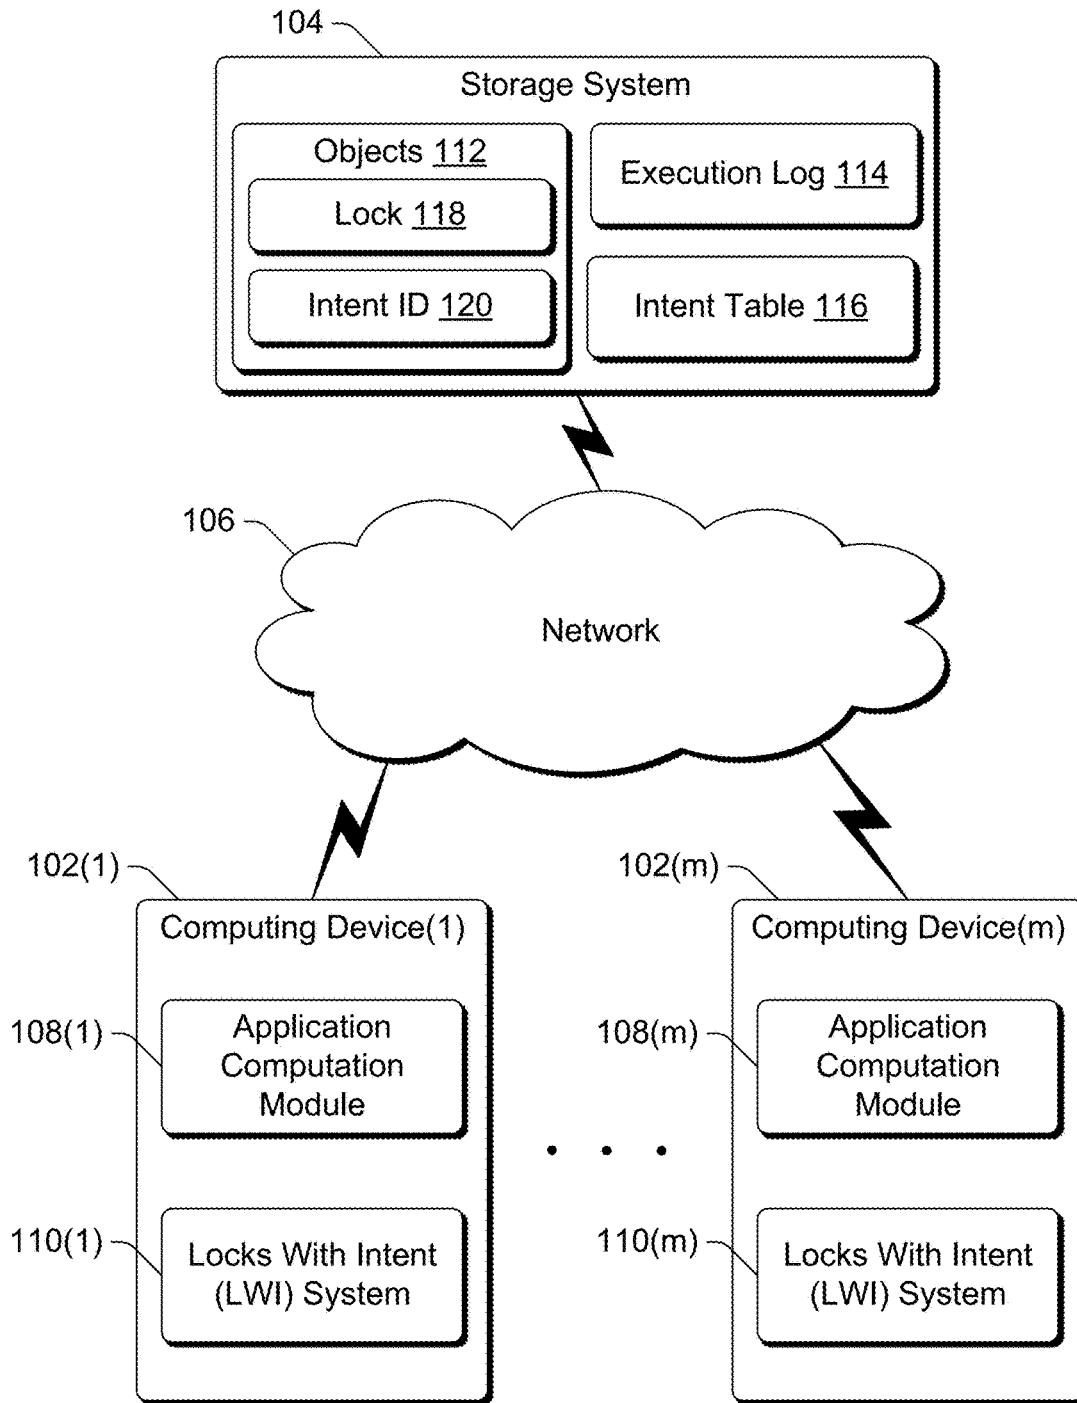 104
Storage System
Objects 112
Lock 118
Intent ID 120
Execution Log 114
Intent Table 116
106
Network
102(1)
Computing Device(1)
108(1)
Application
Computation
Module
110(1)
Locks With Intent
(LWI) System
102(m)
Computing Device(m)
108(m)
Application
Computation
Module
110(m)
Locks With Intent
(LWI) System